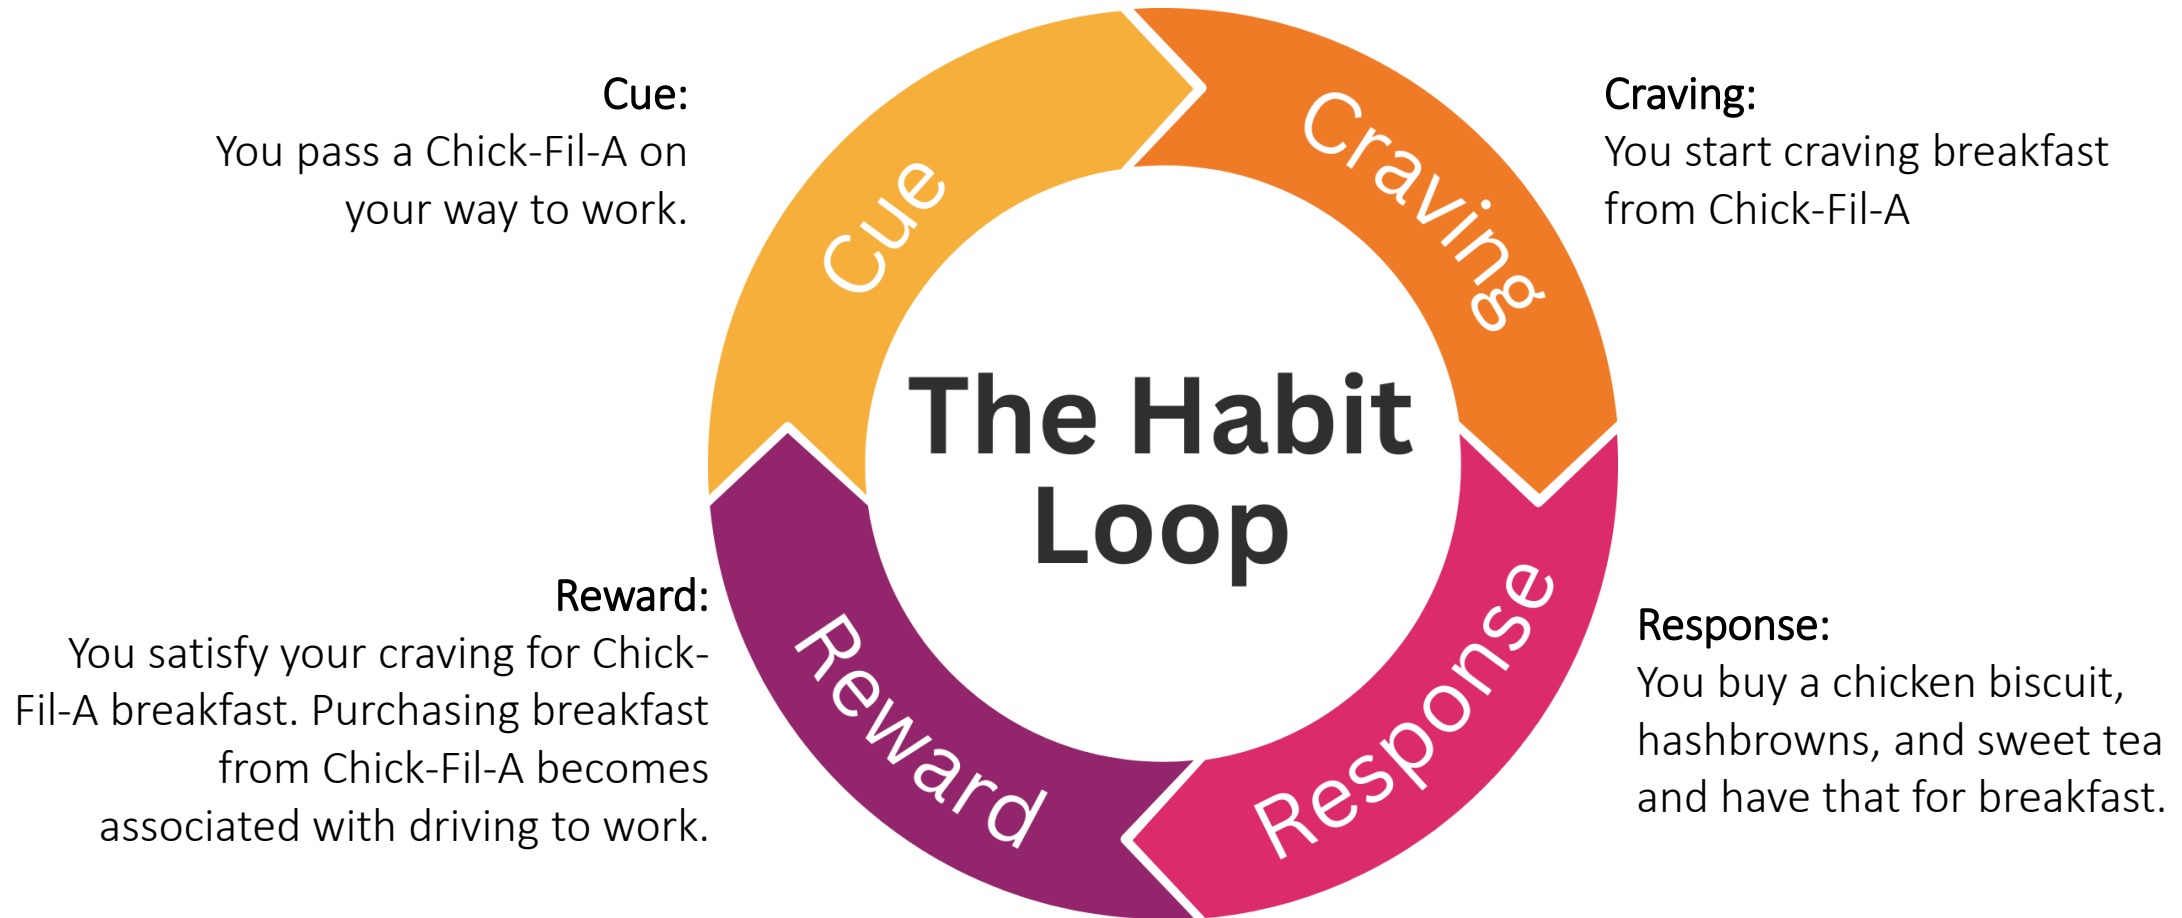 Cue:
You pass a Chick-Fil-A on
your way to work.
Craving:
You start craving breakfast
from Chick-Fil-A
Cue
Craving
The Habit
Loop
Reward:
You satisfy your craving for Chick-
Fil-A breakfast. Purchasing breakfast
from Chick-Fil-A becomes
associated with driving to work.
Reward
Response
Response:
You buy a chicken biscuit,
hashbrowns, and sweet tea
and have that for breakfast.